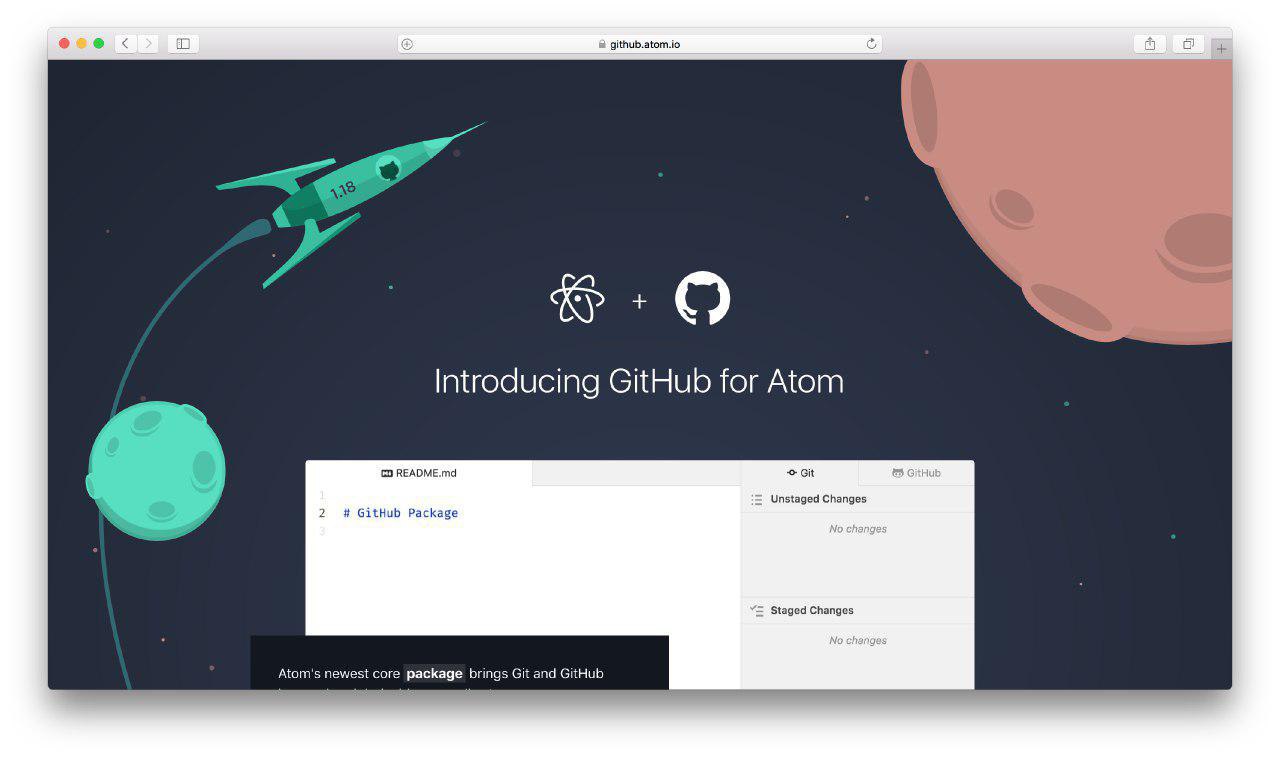 github.atom.io
1.18
+
Introducing GitHub for Atom
README.md
Git
GitHub
1
2 # GitHub Package
3
Unstaged Changes
No changes
Staged Changes
No changes
Atom's newest core package brings Git and GitHub